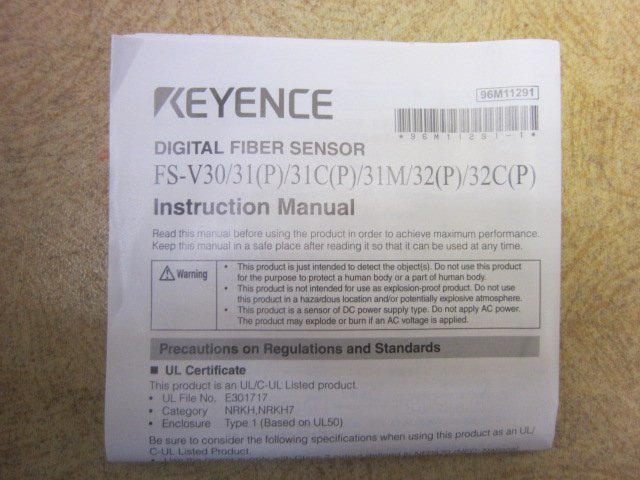 KEYENCE
96M11291
*96M11291-1*
DIGITAL FIBER SENSOR
FS-V30/31(P)/31C(P)/31M/32(P)/32C(P)
Instruction Manual
Read this manual before using the product in order to achieve maximum performance.
Keep this manual in a safe place after reading it so that it can be used at any time.
Warning
• This product is just intended to detect the object(s). Do not use this product
for the purpose to protect a human body or a part of human body.
• This product is not intended for use as explosion-proof product. Do not use
this product in a hazardous location and/or potentially explosive atmosphere.
• This product is a sensor of DC power supply type. Do not apply AC power.
The product may explode or burn if an AC voltage is applied.
Precautions on Regulations and Standards
■ UL Certificate
This product is an UL/C-UL Listed product.
• UL File No. E301717
• Category NRKH,NRKH7
• Enclosure Type 1 (Based on UL50)
Be sure to consider the following specifications when using this product as an UL/
C-UL Listed Product.